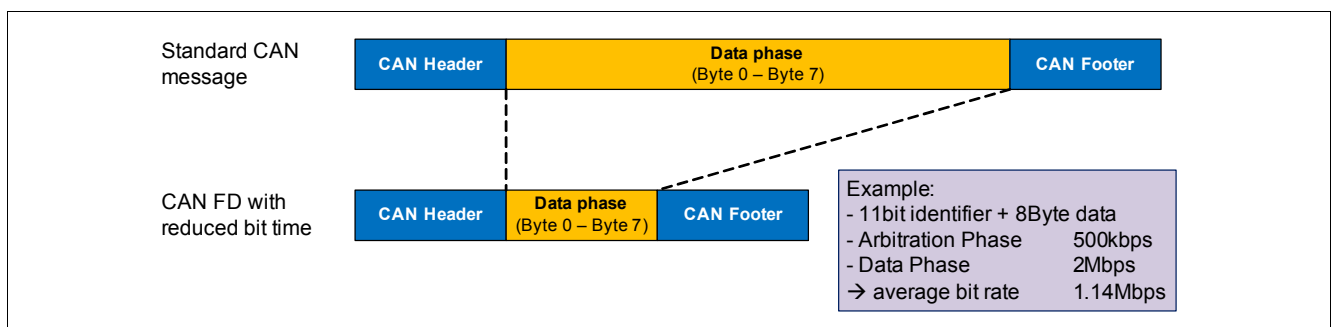 Standard CAN
message
CAN Header
Data phase
(Byte 0 – Byte 7)
CAN Footer
CAN FD with
reduced bit time
CAN Header
Data phase
(Byte 0 – Byte 7)
CAN Footer
Example:
- 11bit identifier + 8Byte data
- Arbitration Phase 500kbps
- Data Phase 2Mbps
→ average bit rate 1.14Mbps